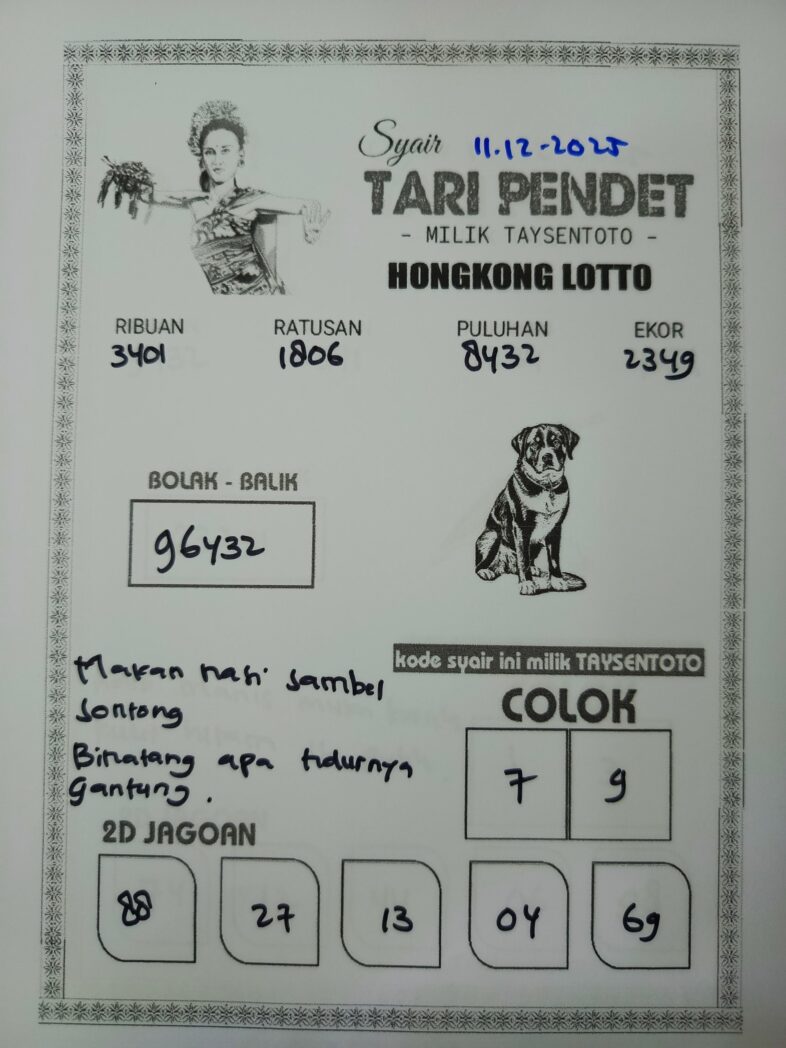 Syair 11.12-2025
TARI PENDET
- MILIK TAYSENTOTO -
HONGKONG LOTTO
RIBUAN RATUSAN PULUHAN EKOR
3401 1806 8432 2349
BOLAK - BALIK
96432
Makan nasi sambel
sontong
Binatang apa tidurnya
gantung.
kode syair ini milik TAYSENTOTO
COLOK
7 9
2D JAGOAN
88 27 13 04 69